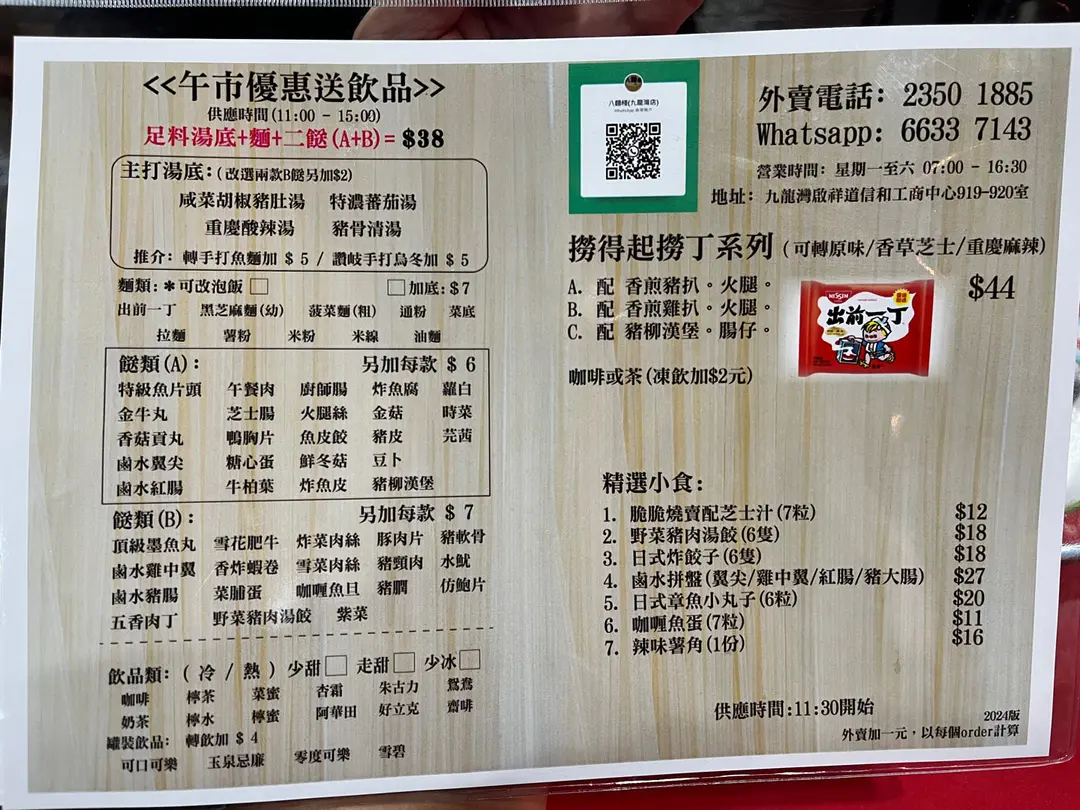 <<午市優惠送飲品>>
供應時間(11:00 - 15:00)
足料湯底+麵+二餸(A+B)= $38
主打湯底:(改選兩款B餸另加$2)
咸菜胡椒豬肚湯 特濃蕃茄湯
重慶酸辣湯 豬骨清湯
推介: 轉手打魚麵加 $ 5 / 讚岐手打烏冬加 $ 5
麵類:＊可改泡飯 □ □加底:$7
出前一丁 黑芝麻麵(幼) 菠菜麵(粗) 通粉 菜底
拉麵 薯粉 米粉 米線 油麵
餸類(A): 另加每款 $ 6
特級魚片頭 午餐肉 廚師腸 炸魚腐 蘿白
金牛丸 芝士腸 火腿絲 金菇 時菜
香菇貢丸 鴨胸片 魚皮餃 豬皮 芫茜
鹵水翼尖 糖心蛋 鮮冬菇 豆卜
鹵水紅腸 牛柏葉 炸魚皮 豬柳漢堡
餸類(B): 另加每款 $ 7
頂級墨魚丸 雪花肥牛 炸菜肉絲 豚肉片 豬軟骨
鹵水雞中翼 香炸蝦卷 雪菜肉絲 豬頸肉 水魷
鹵水豬腸 菜脯蛋 咖喱魚旦 豬膶 仿鮑片
五香肉丁 野菜豬肉湯餃 紫菜
飲品類:(冷/熱)少甜□ 走甜□ 少冰□
咖啡 檸茶 菜蜜 杏霜 朱古力 鴛鴦
奶茶 檸水 檸蜜 阿華田 好立克 齋啡
罐裝飲品: 轉飲加 $ 4
可口可樂 玉泉忌廉 零度可樂 雪碧
八麵棧(九龍灣店)
外賣電話: 2350 1885
Whatsapp: 6633 7143
營業時間: 星期一至六 07:00 - 16:30
地址: 九龍灣啟祥道信和工商中心919-920室
撈得起撈丁系列(可轉原味/香草芝士/重慶麻辣)
A. 配 香煎豬扒。火腿。 $44
B. 配 香煎雞扒。火腿。
C. 配 豬柳漢堡。腸仔。
NISSIN
出前一丁
咖啡或茶(凍飲加$2元)
精選小食:
1. 脆脆燒賣配芝士汁(7粒) $12
2. 野菜豬肉湯餃(6隻) $18
3. 日式炸餃子(6隻) $18
4. 鹵水拼盤(翼尖/雞中翼/紅腸/豬大腸) $27
5. 日式章魚小丸子(6粒) $20
6. 咖喱魚蛋(7粒) $11
7. 辣味薯角(1份) $16
供應時間:11:30開始
2024版
外賣加一元，以每個order計算